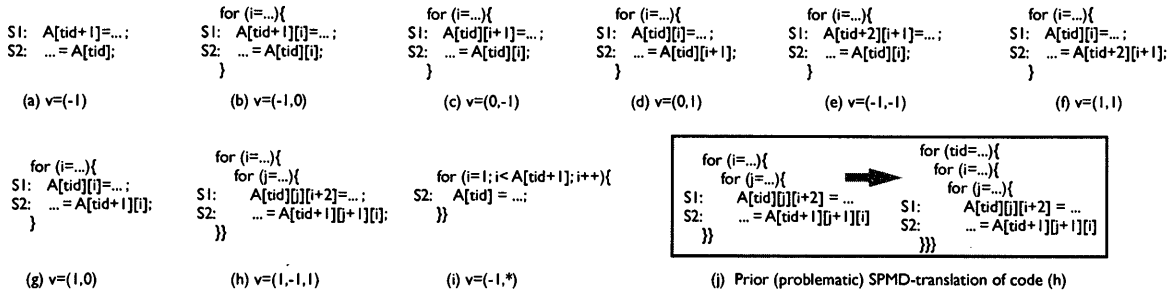 S1: A[tid+1]=...;
S2: ... = A[tid];
(a) v=(-1)
for (i=...){
S1: A[tid+1][i]=...;
S2: ... = A[tid][i];
}
(b) v=(-1,0)
for (i=...){
S1: A[tid][i+1]=...;
S2: ... = A[tid][i];
}
(c) v=(0,-1)
for (i=...){
S1: A[tid][i]=...;
S2: ... = A[tid][i+1];
}
(d) v=(0,1)
for (i=...){
S1: A[tid+2][i+1]=...;
S2: ... = A[tid][i];
}
(e) v=(-1,-1)
for (i=...){
S1: A[tid][i]=...;
S2: ... = A[tid+2][i+1];
}
(f) v=(1,1)
for (i=...){
S1: A[tid][i]=...;
S2: ... = A[tid+1][i];
}
(g) v=(1,0)
for (i=...){
for (j=...){
S1: A[tid][j][i+2]=...;
S2: ... = A[tid+1][j+1][i];
}}
(h) v=(1,-1,1)
for (i=1; i<A[tid+1]; i++){
S2: A[tid] = ...;
}}
(i) v=(-1,*)
for (i=...){
for (j=...){
S1: A[tid][j][i+2] = ...
S2: ... = A[tid+1][j+1][i]
}}
for (tid=...){
for (i=...){
for (j=...){
S1: A[tid][j][i+2] = ...
S2: ... = A[tid+1][j+1][i]
}}}
(j) Prior (problematic) SPMD-translation of code (h)